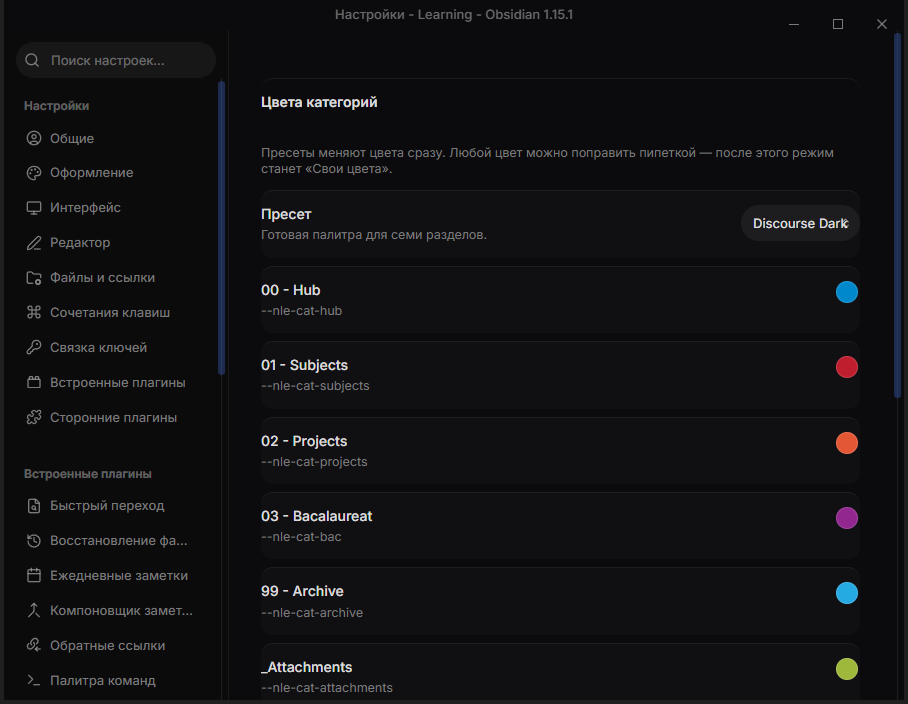 Настройки - Learning - Obsidian 1.15.1
Поиск настроек...
Настройки
Общие
Оформление
Интерфейс
Редактор
Файлы и ссылки
Сочетания клавиш
Связка ключей
Встроенные плагины
Сторонние плагины
Встроенные плагины
Быстрый переход
Восстановление фа...
Ежедневные заметки
Компоновщик замет...
Обратные ссылки
Палитра команд
Цвета категорий
Пресеты меняют цвета сразу. Любой цвет можно поправить пипеткой — после этого режим
станет «Свои цвета».
Пресет
Готовая палитра для семи разделов.
Discourse Dark
00 - Hub
--nle-cat-hub
01 - Subjects
--nle-cat-subjects
02 - Projects
--nle-cat-projects
03 - Bacalaureat
--nle-cat-bac
99 - Archive
--nle-cat-archive
_Attachments
--nle-cat-attachments